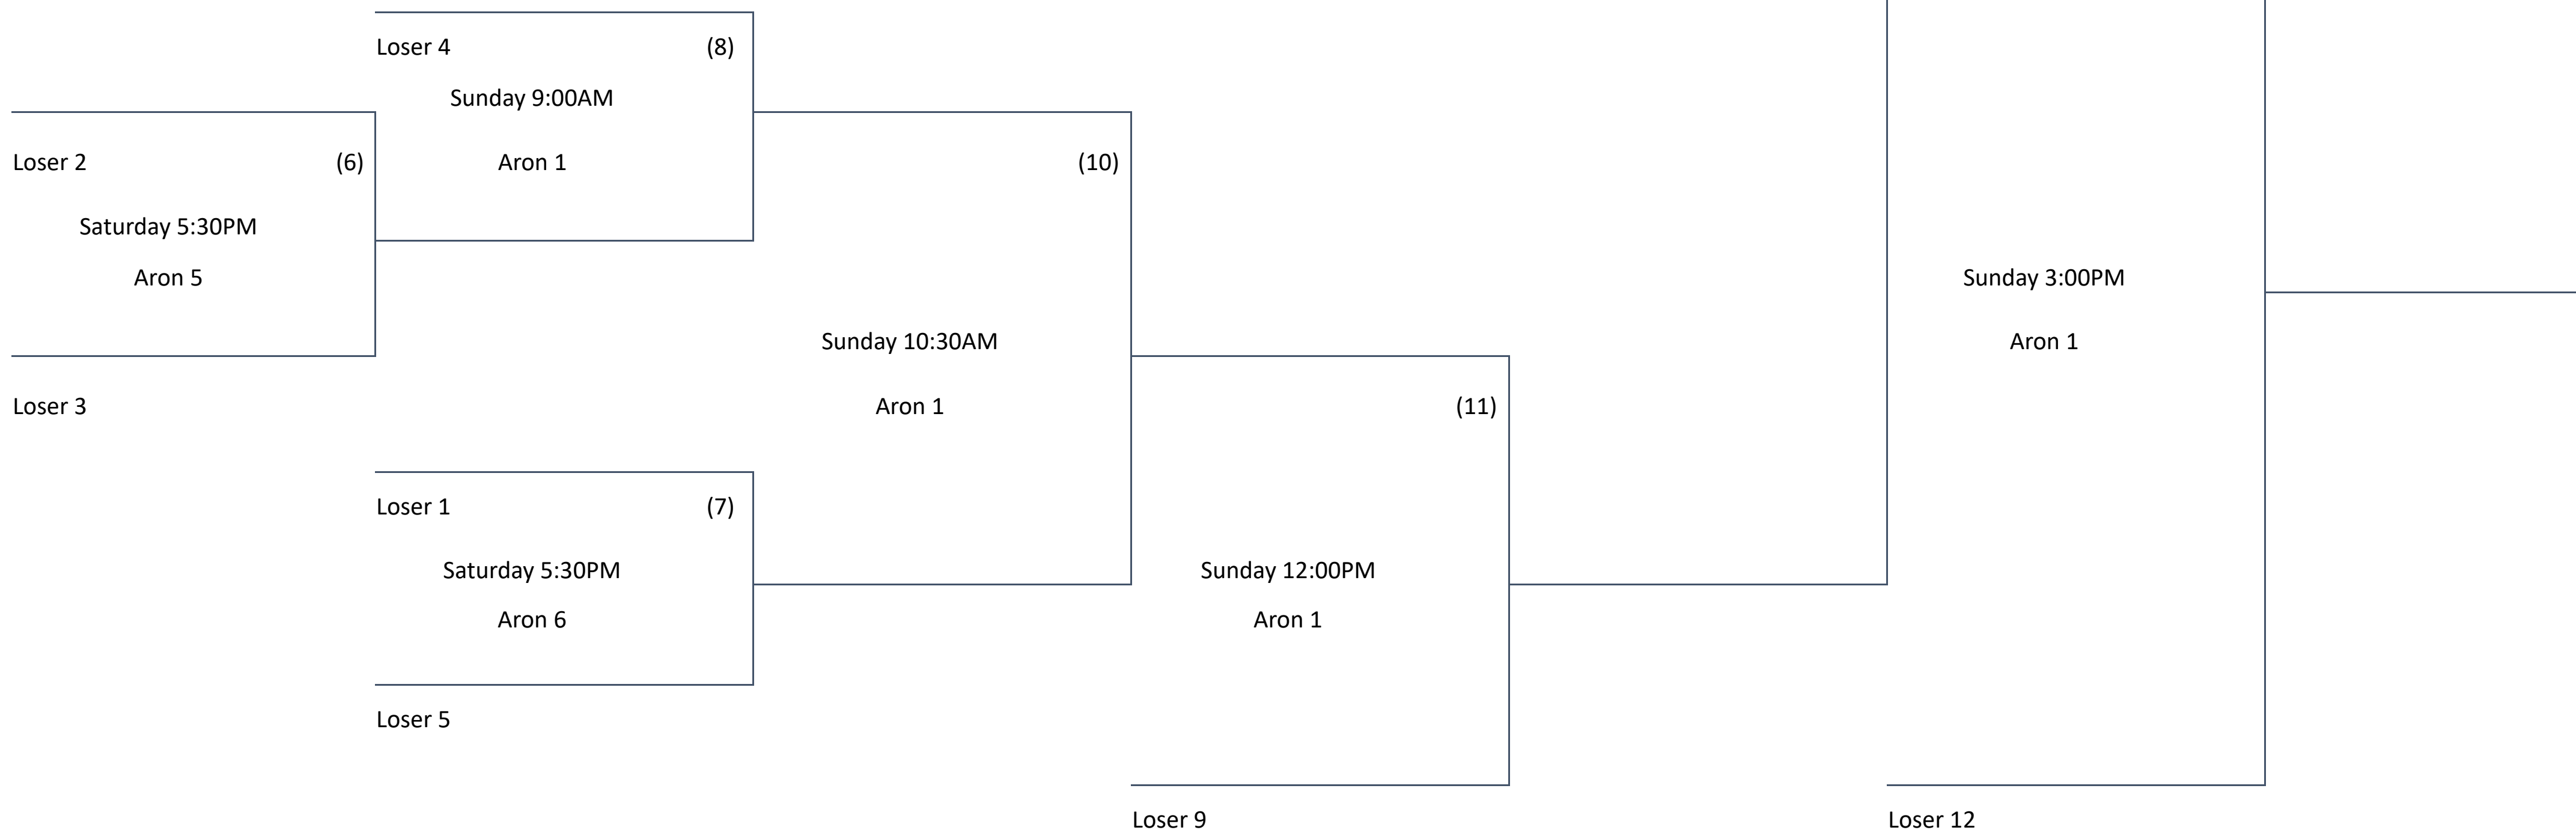 Loser 4 (8)
Sunday 9:00AM
Loser 2 (6)
Aron 1
(10)
Saturday 5:30PM
Aron 5
Sunday 3:00PM
Sunday 10:30AM
Aron 1
Loser 3
Aron 1
(11)
Loser 1 (7)
Saturday 5:30PM
Sunday 12:00PM
Aron 6
Aron 1
Loser 5
Loser 9
Loser 12